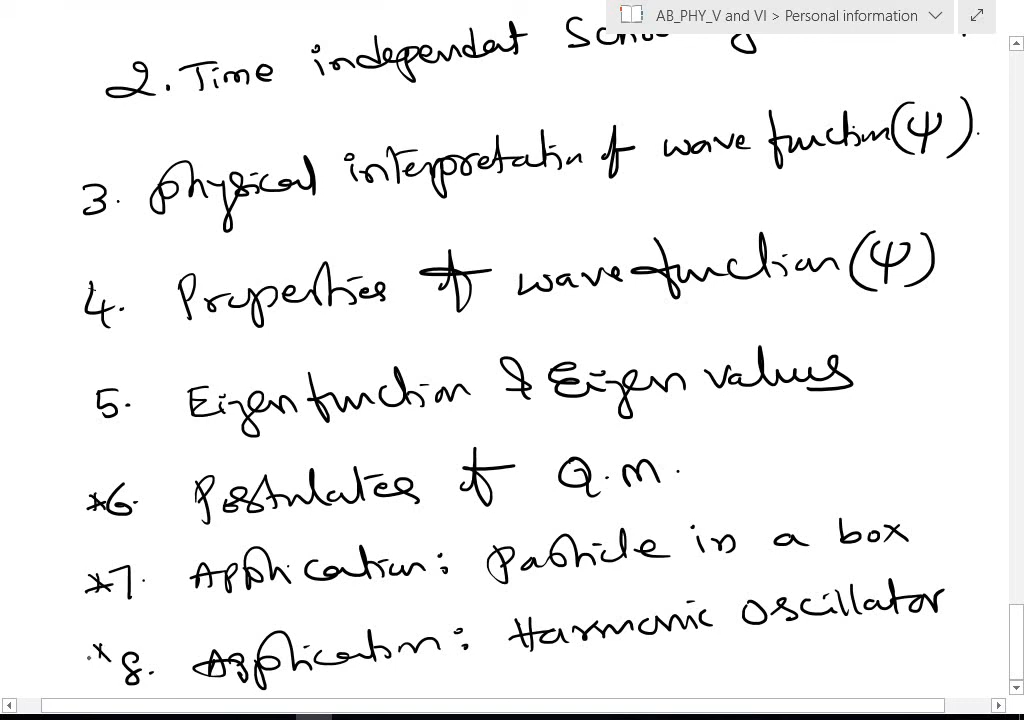 AB_PHY_V and VI > Personal information
2. Time independat
3. physical interpretation of wave function (ψ).
4. Properties of wave function (ψ)
5. Eigen function & Eigen values
*6. Postulates of Q.M.
*7. Application: particle in a box
*8. Application: Harmonic oscillator